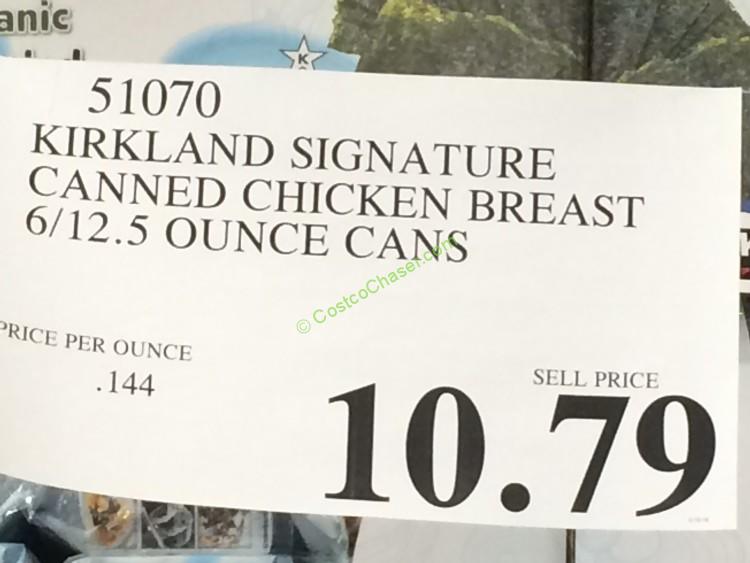 anic
K
51070
KIRKLAND SIGNATURE
CANNED CHICKEN BREAST
6/12.5 OUNCE CANS
© CostcoChaser.com
PRICE PER OUNCE
.144
SELL PRICE
10.79